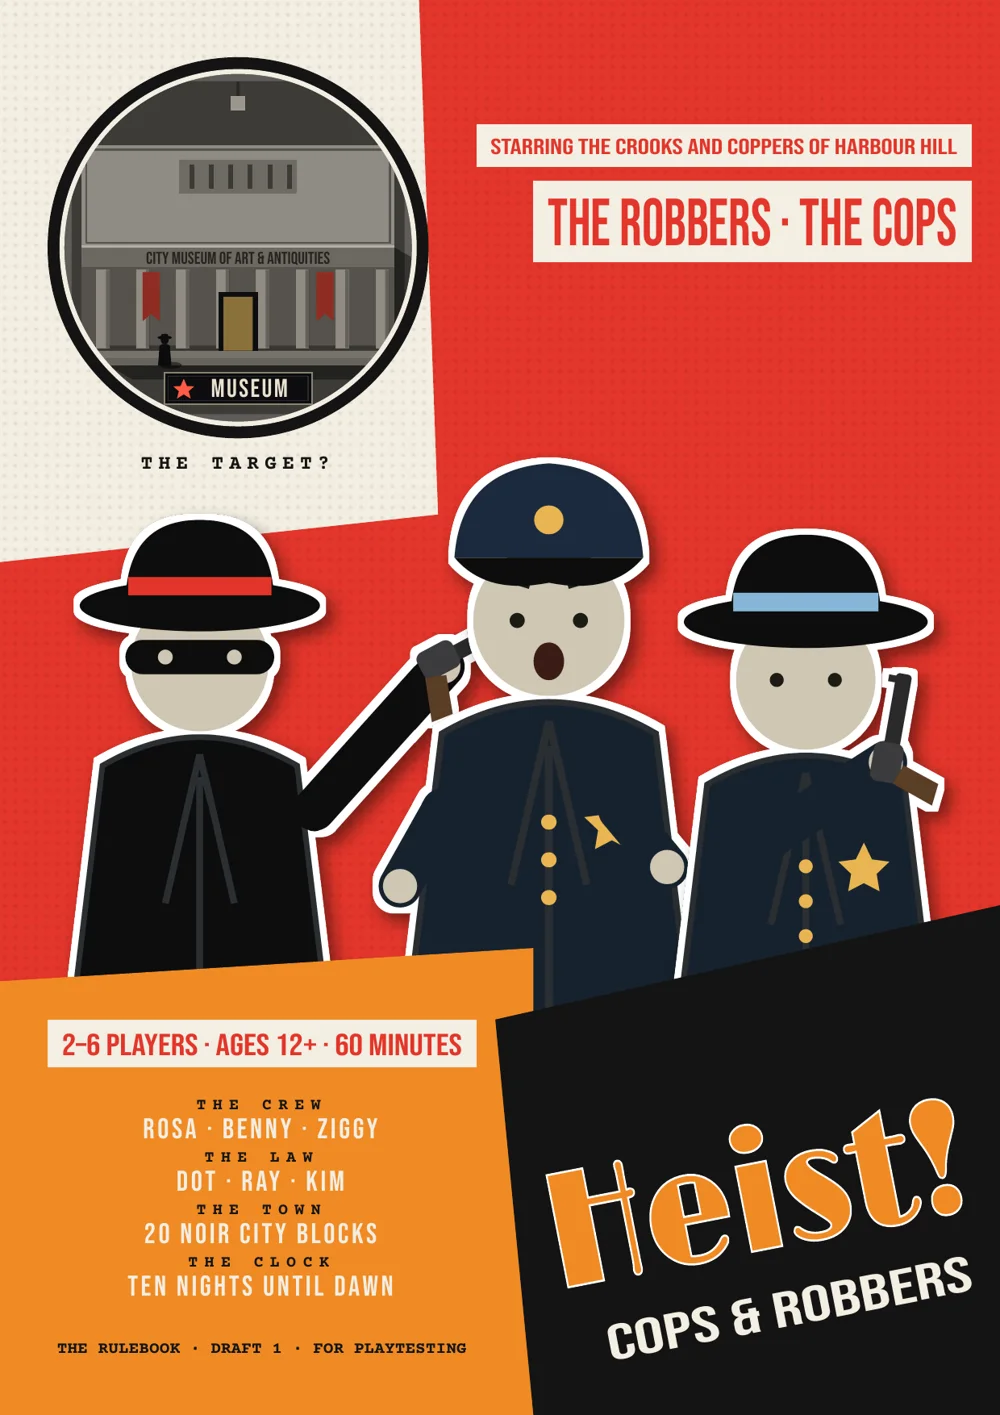 STARRING THE CROOKS AND COPPERS OF HARBOUR HILL
THE ROBBERS · THE COPS
CITY MUSEUM OF ART & ANTIQUITIES
MUSEUM
THE TARGET?
2–6 PLAYERS · AGES 12+ · 60 MINUTES
THE CREW
ROSA · BENNY · ZIGGY
THE LAW
DOT · RAY · KIM
THE TOWN
20 NOIR CITY BLOCKS
THE CLOCK
TEN NIGHTS UNTIL DAWN
THE RULEBOOK · DRAFT 1 · FOR PLAYTESTING
Heist!
COPS & ROBBERS